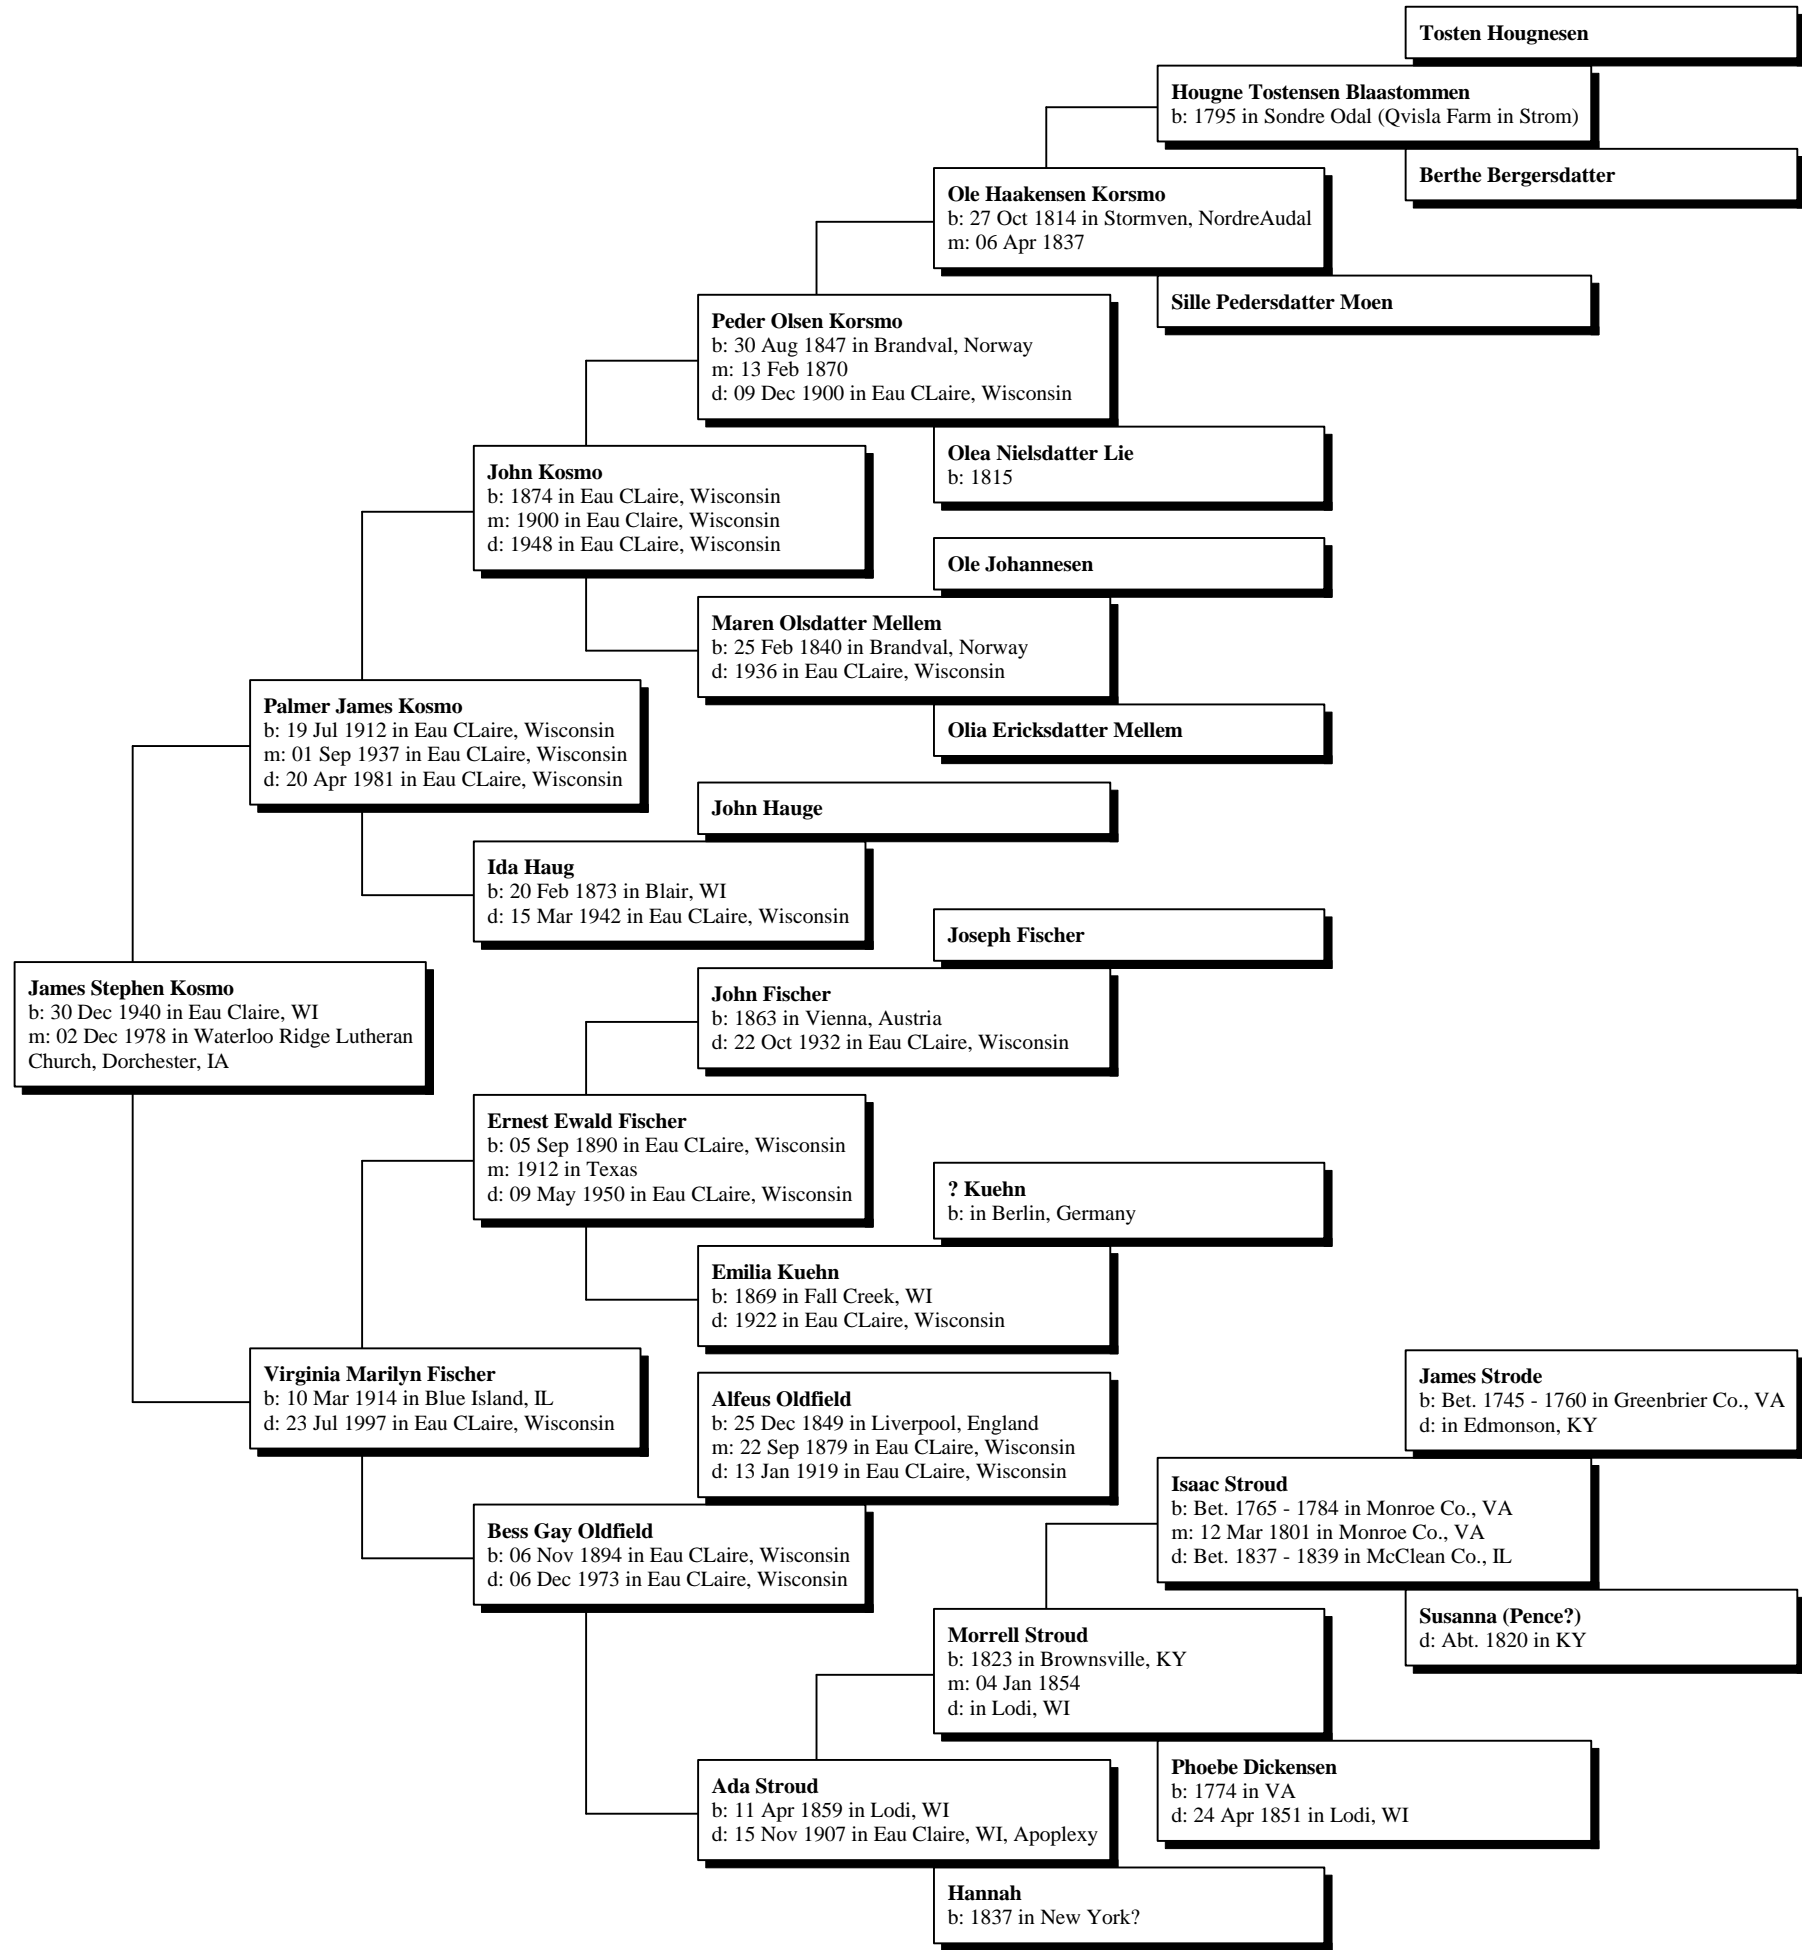 Tosten Hougnesen
Hougne Tostensen Blaastommen
b: 1795 in Sondre Odal (Qvisla Farm in Strom)
Berthe Bergersdatter
Ole Haakensen Korsmo
b: 27 Oct 1814 in Stormven, NordreAudal
m: 06 Apr 1837
Sille Pedersdatter Moen
Peder Olsen Korsmo
b: 30 Aug 1847 in Brandval, Norway
m: 13 Feb 1870
d: 09 Dec 1900 in Eau CLaire, Wisconsin
Olea Nielsdatter Lie
b: 1815
John Kosmo
b: 1874 in Eau CLaire, Wisconsin
m: 1900 in Eau Claire, Wisconsin
d: 1948 in Eau CLaire, Wisconsin
Ole Johannesen
Maren Olsdatter Mellem
b: 25 Feb 1840 in Brandval, Norway
d: 1936 in Eau CLaire, Wisconsin
Olia Ericksdatter Mellem
Palmer James Kosmo
b: 19 Jul 1912 in Eau CLaire, Wisconsin
m: 01 Sep 1937 in Eau CLaire, Wisconsin
d: 20 Apr 1981 in Eau CLaire, Wisconsin
John Hauge
Ida Haug
b: 20 Feb 1873 in Blair, WI
d: 15 Mar 1942 in Eau CLaire, Wisconsin
Joseph Fischer
James Stephen Kosmo
b: 30 Dec 1940 in Eau Claire, WI
m: 02 Dec 1978 in Waterloo Ridge Lutheran
Church, Dorchester, IA
John Fischer
b: 1863 in Vienna, Austria
d: 22 Oct 1932 in Eau CLaire, Wisconsin
Ernest Ewald Fischer
b: 05 Sep 1890 in Eau CLaire, Wisconsin
m: 1912 in Texas
d: 09 May 1950 in Eau CLaire, Wisconsin
? Kuehn
b: in Berlin, Germany
Emilia Kuehn
b: 1869 in Fall Creek, WI
d: 1922 in Eau CLaire, Wisconsin
Virginia Marilyn Fischer
b: 10 Mar 1914 in Blue Island, IL
d: 23 Jul 1997 in Eau CLaire, Wisconsin
Alfeus Oldfield
b: 25 Dec 1849 in Liverpool, England
m: 22 Sep 1879 in Eau CLaire, Wisconsin
d: 13 Jan 1919 in Eau CLaire, Wisconsin
James Strode
b: Bet. 1745 - 1760 in Greenbrier Co., VA
d: in Edmonson, KY
Isaac Stroud
b: Bet. 1765 - 1784 in Monroe Co., VA
m: 12 Mar 1801 in Monroe Co., VA
d: Bet. 1837 - 1839 in McClean Co., IL
Bess Gay Oldfield
b: 06 Nov 1894 in Eau CLaire, Wisconsin
d: 06 Dec 1973 in Eau CLaire, Wisconsin
Susanna (Pence?)
d: Abt. 1820 in KY
Morrell Stroud
b: 1823 in Brownsville, KY
m: 04 Jan 1854
d: in Lodi, WI
Phoebe Dickensen
b: 1774 in VA
d: 24 Apr 1851 in Lodi, WI
Ada Stroud
b: 11 Apr 1859 in Lodi, WI
d: 15 Nov 1907 in Eau Claire, WI, Apoplexy
Hannah
b: 1837 in New York?